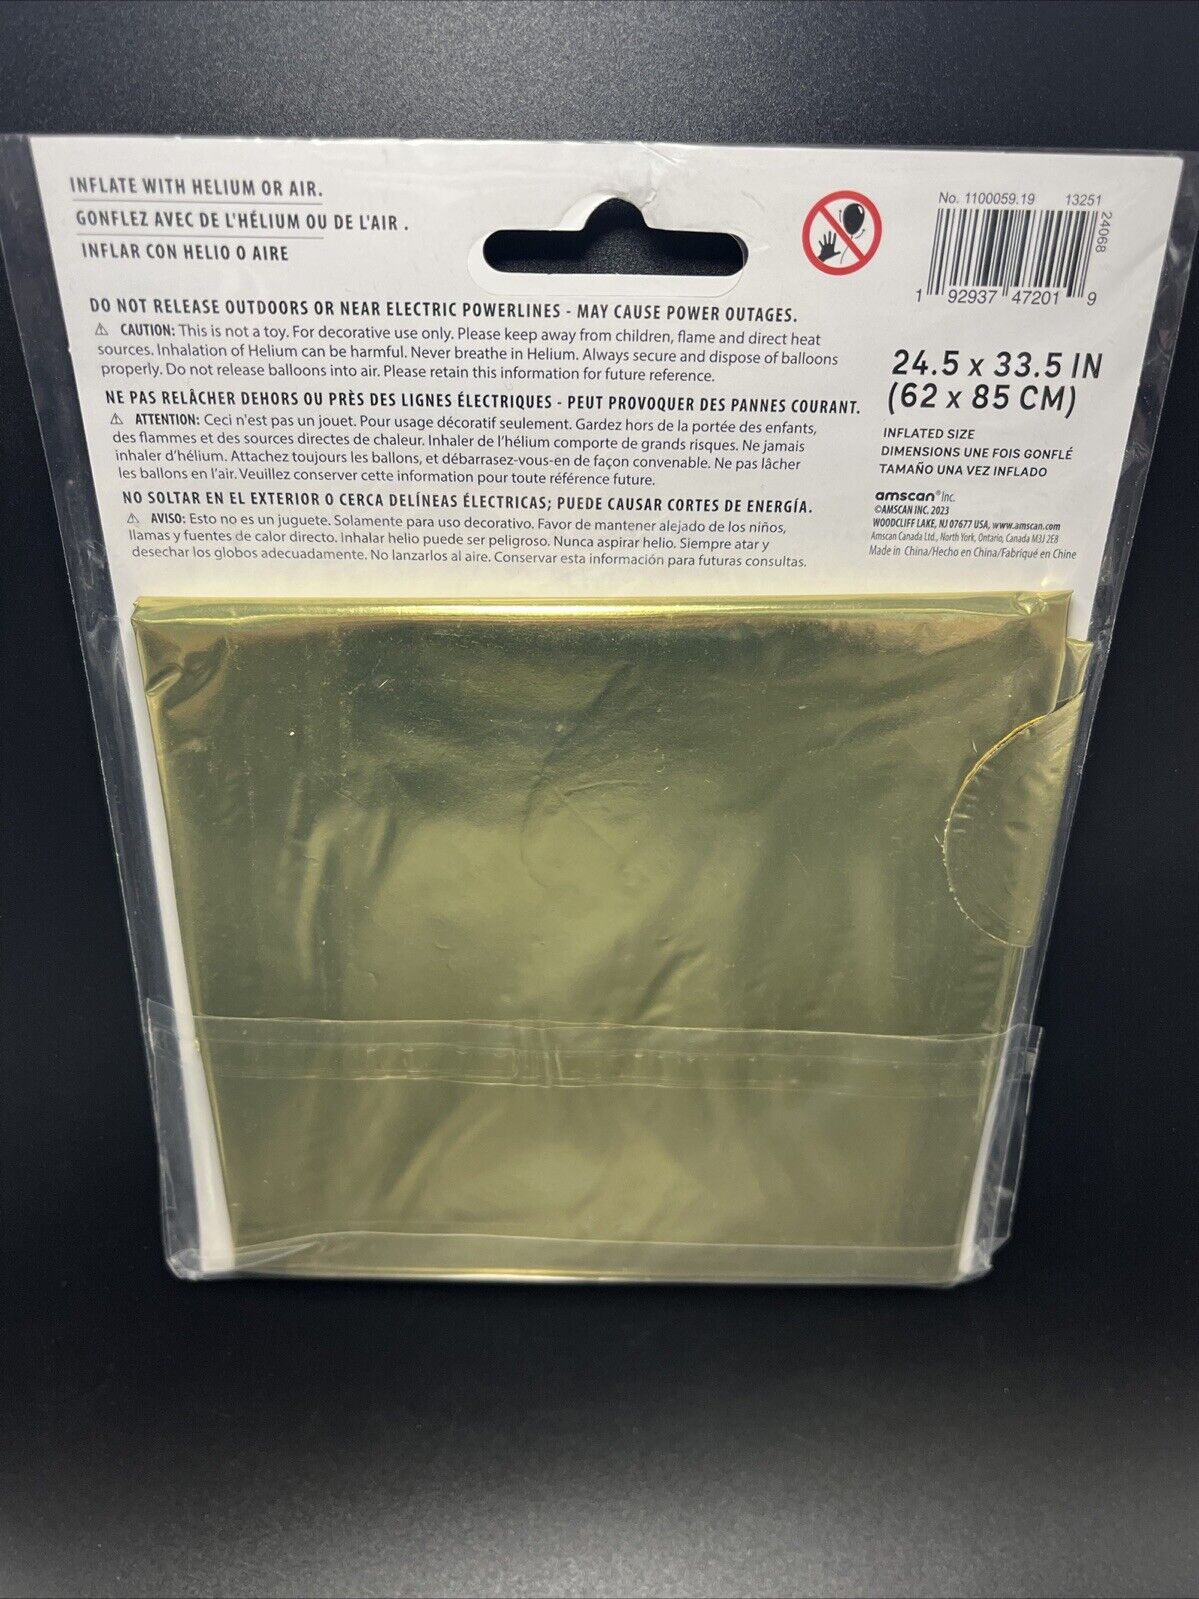 INFLATE WITH HELIUM OR AIR.
GONFLEZ AVEC DE L'HÉLIUM OU DE L'AIR .
INFLAR CON HELIO O AIRE
No. 1100059.19 13251
24068
1 92937 47201 9
DO NOT RELEASE OUTDOORS OR NEAR ELECTRIC POWERLINES - MAY CAUSE POWER OUTAGES.
⚠ CAUTION: This is not a toy. For decorative use only. Please keep away from children, flame and direct heat
sources. Inhalation of Helium can be harmful. Never breathe in Helium. Always secure and dispose of balloons
properly. Do not release balloons into air. Please retain this information for future reference.
NE PAS RELÂCHER DEHORS OU PRÈS DES LIGNES ÉLECTRIQUES - PEUT PROVOQUER DES PANNES COURANT.
⚠ ATTENTION: Ceci n'est pas un jouet. Pour usage décoratif seulement. Gardez hors de la portée des enfants,
des flammes et des sources directes de chaleur. Inhaler de l'hélium comporte de grands risques. Ne jamais
inhaler d'hélium. Attachez toujours les ballons, et débarrasez-vous-en de façon convenable. Ne pas lâcher
les ballons en l'air. Veuillez conserver cette information pour toute référence future.
NO SOLTAR EN EL EXTERIOR O CERCA DELÍNEAS ÉLECTRICAS; PUEDE CAUSAR CORTES DE ENERGÍA.
⚠ AVISO: Esto no es un juguete. Solamente para uso decorativo. Favor de mantener alejado de los niños,
llamas y fuentes de calor directo. Inhalar helio puede ser peligroso. Nunca aspirar helio. Siempre atar y
desechar los globos adecuadamente. No lanzarlos al aire. Conservar esta información para futuras consultas.
24.5 x 33.5 IN
(62 x 85 CM)
INFLATED SIZE
DIMENSIONS UNE FOIS GONFLÉ
TAMAÑO UNA VEZ INFLADO
amscan® Inc.
©AMSCAN INC. 2023
WOODCLIFF LAKE, NJ 07677 USA, www.amscan.com
Amscan Canada Ltd., North York, Ontario, Canada M3J 2E8
Made in China/Hecho en China/Fabriqué en Chine